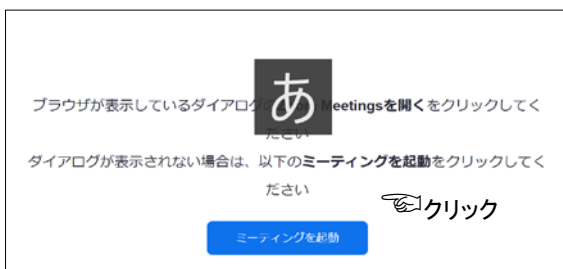 ブラウザが表示しているダイアログの
あ
eetingsを開くをクリックしてく
ださい
ダイアログが表示されない場合は、以下のミーティングを起動をクリックしてく
ださい
クリック
ミーティングを起動